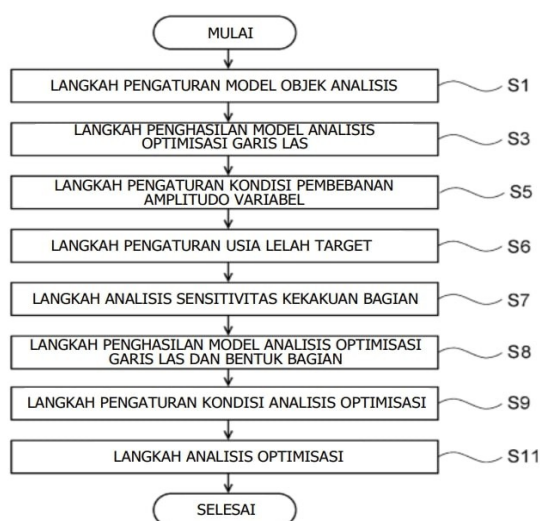 MULAI
LANGKAH PENGATURAN MODEL OBJEK ANALISIS
S1
LANGKAH PENGHASILAN MODEL ANALISIS
OPTIMISASI GARIS LAS
S3
LANGKAH PENGATURAN KONDISI PEMBEBANAN
AMPLITUDO VARIABEL
S5
LANGKAH PENGATURAN USIA LELAH TARGET
S6
LANGKAH ANALISIS SENSITIVITAS KEKAKUAN BAGIAN
S7
LANGKAH PENGHASILAN MODEL ANALISIS OPTIMISASI
GARIS LAS DAN BENTUK BAGIAN
S8
LANGKAH PENGATURAN KONDISI ANALISIS OPTIMISASI
S9
LANGKAH ANALISIS OPTIMISASI
S11
SELESAI